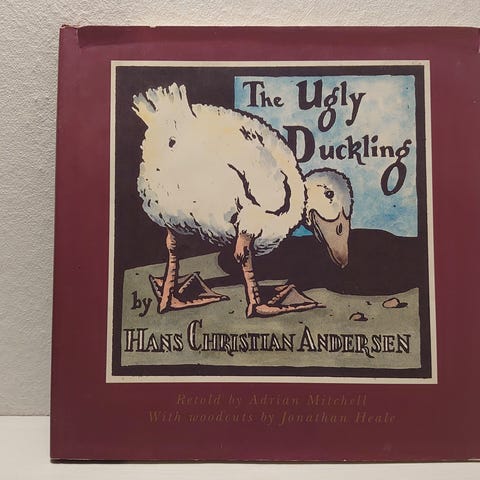 The Ugly
Duckling
by
HANS CHRISTIAN ANDERSEN
Retold by Adrian Mitchell
With woodcuts by Jonathan Heale